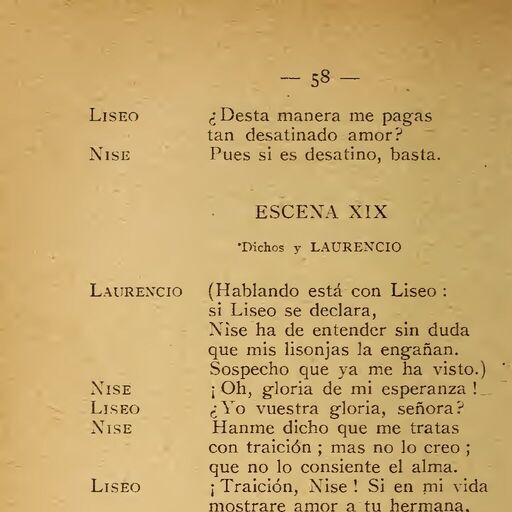 — 58 —
LISEO ¿Desta manera me pagas
tan desatinado amor?
NISE Pues si es desatino, basta.
ESCENA XIX
Dichos y LAURENCIO
LAURENCIO (Hablando está con Liseo :
si Liseo se declara,
Nise ha de entender sin duda
que mis lisonjas la engañan.
Sospecho que ya me ha visto.)
NISE ¡Oh, gloria de mi esperanza!
LISEO ¿Yo vuestra gloria, señora?
NISE Hanme dicho que me tratas
con traición ; mas no lo creo ;
que no lo consiente el alma.
LISEO ¡Traición, Nise! Si en mi vida
mostrare amor a tu hermana,